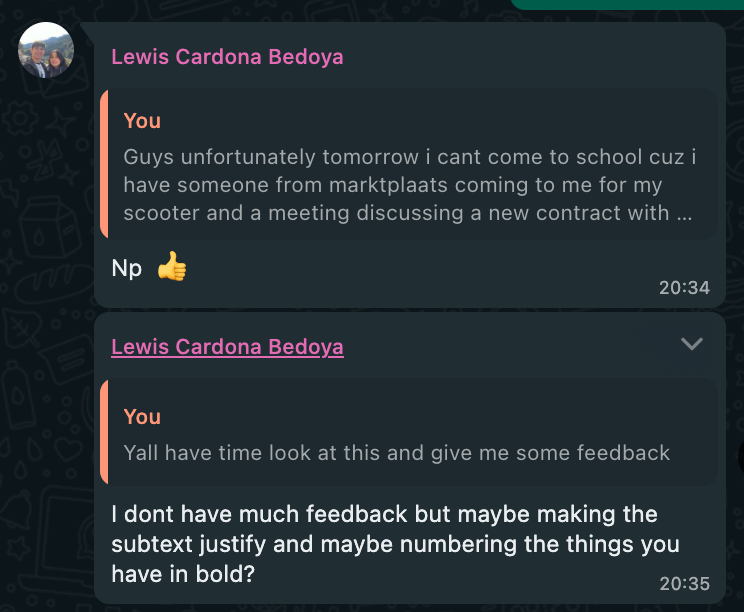 Lewis Cardona Bedoya
You
Guys unfortunately tomorrow i cant come to school cuz i
have someone from marktplaats coming to me for my
scooter and a meeting discussing a new contract with ...
Np 👍
20:34
Lewis Cardona Bedoya
You
Yall have time look at this and give me some feedback
I dont have much feedback but maybe making the
subtext justify and maybe numbering the things you
have in bold?
20:35